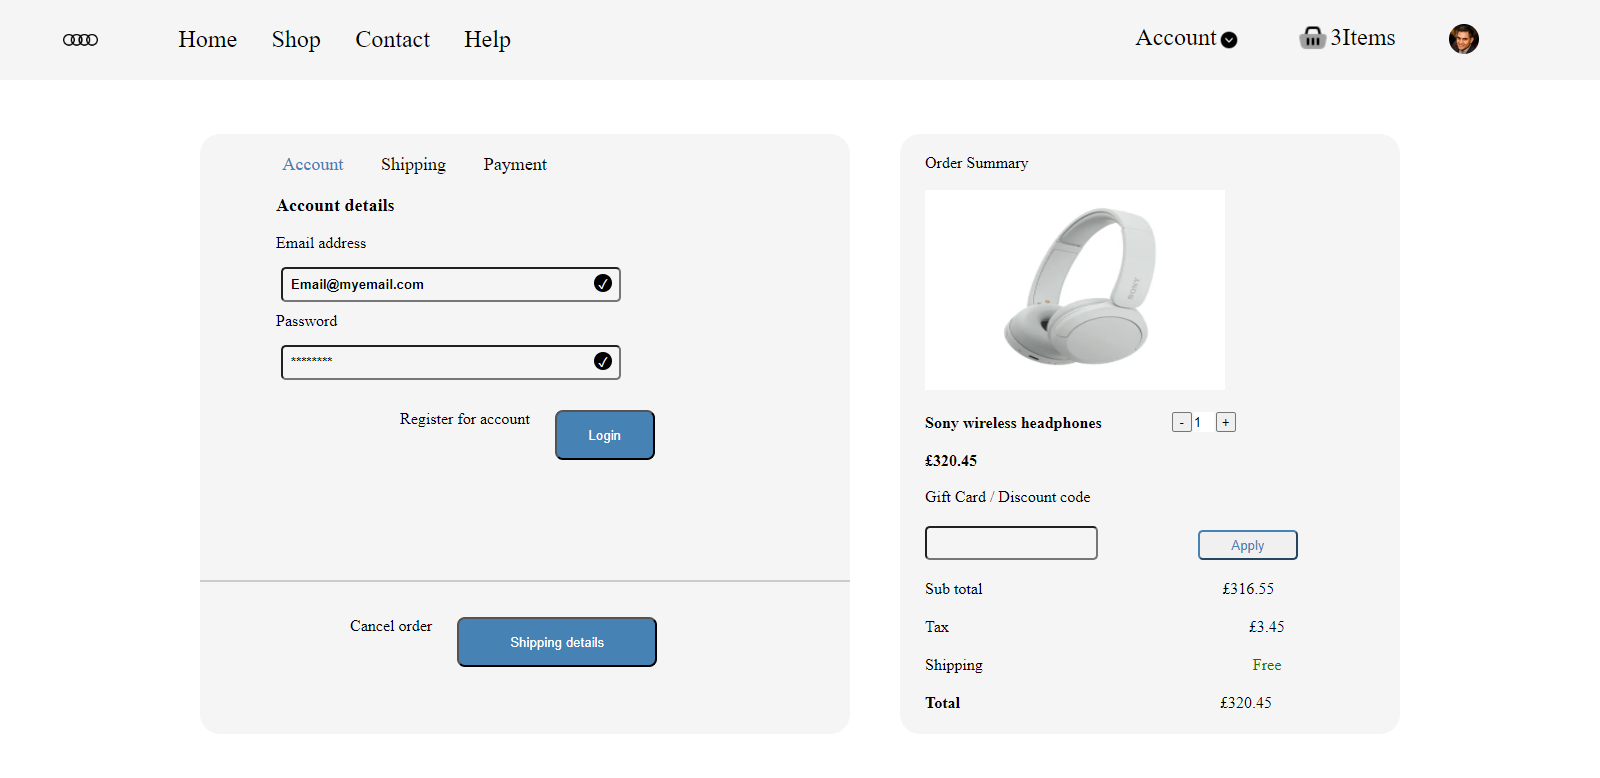 Home Shop Contact Help Account 3Items
Account Shipping Payment
Account details
Email address
Email@myemail.com
Password
********
Register for account Login
Cancel order Shipping details
Order Summary
SONY
Sony wireless headphones - 1 +
£320.45
Gift Card / Discount code
Apply
Sub total £316.55
Tax £3.45
Shipping Free
Total £320.45